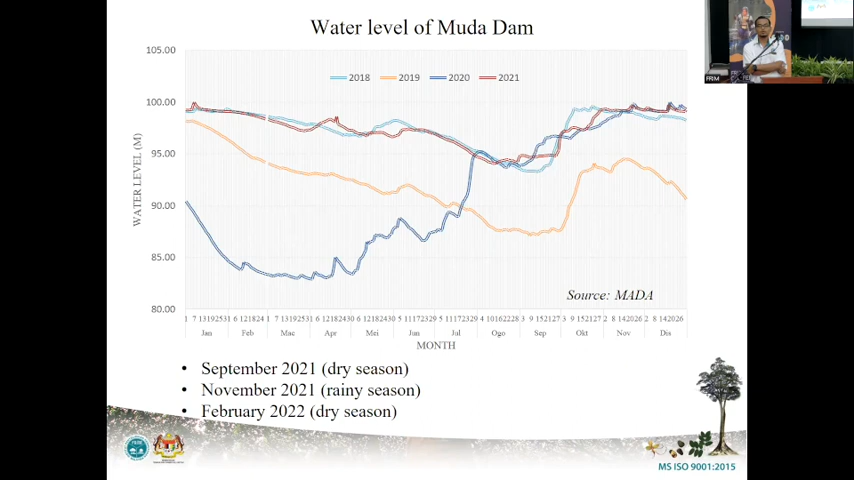 Water level of Muda Dam
105.00
2018 2019 2020 2021
100.00
95.00
90.00
85.00
80.00
WATER LEVEL (M)
Source: MADA
Jan Feb Mac Apr Mei Jun Jul Ogo Sep Okt Nov Dis
MONTH
• September 2021 (dry season)
• November 2021 (rainy season)
• February 2022 (dry season)
MS ISO 9001:2015
FRIM